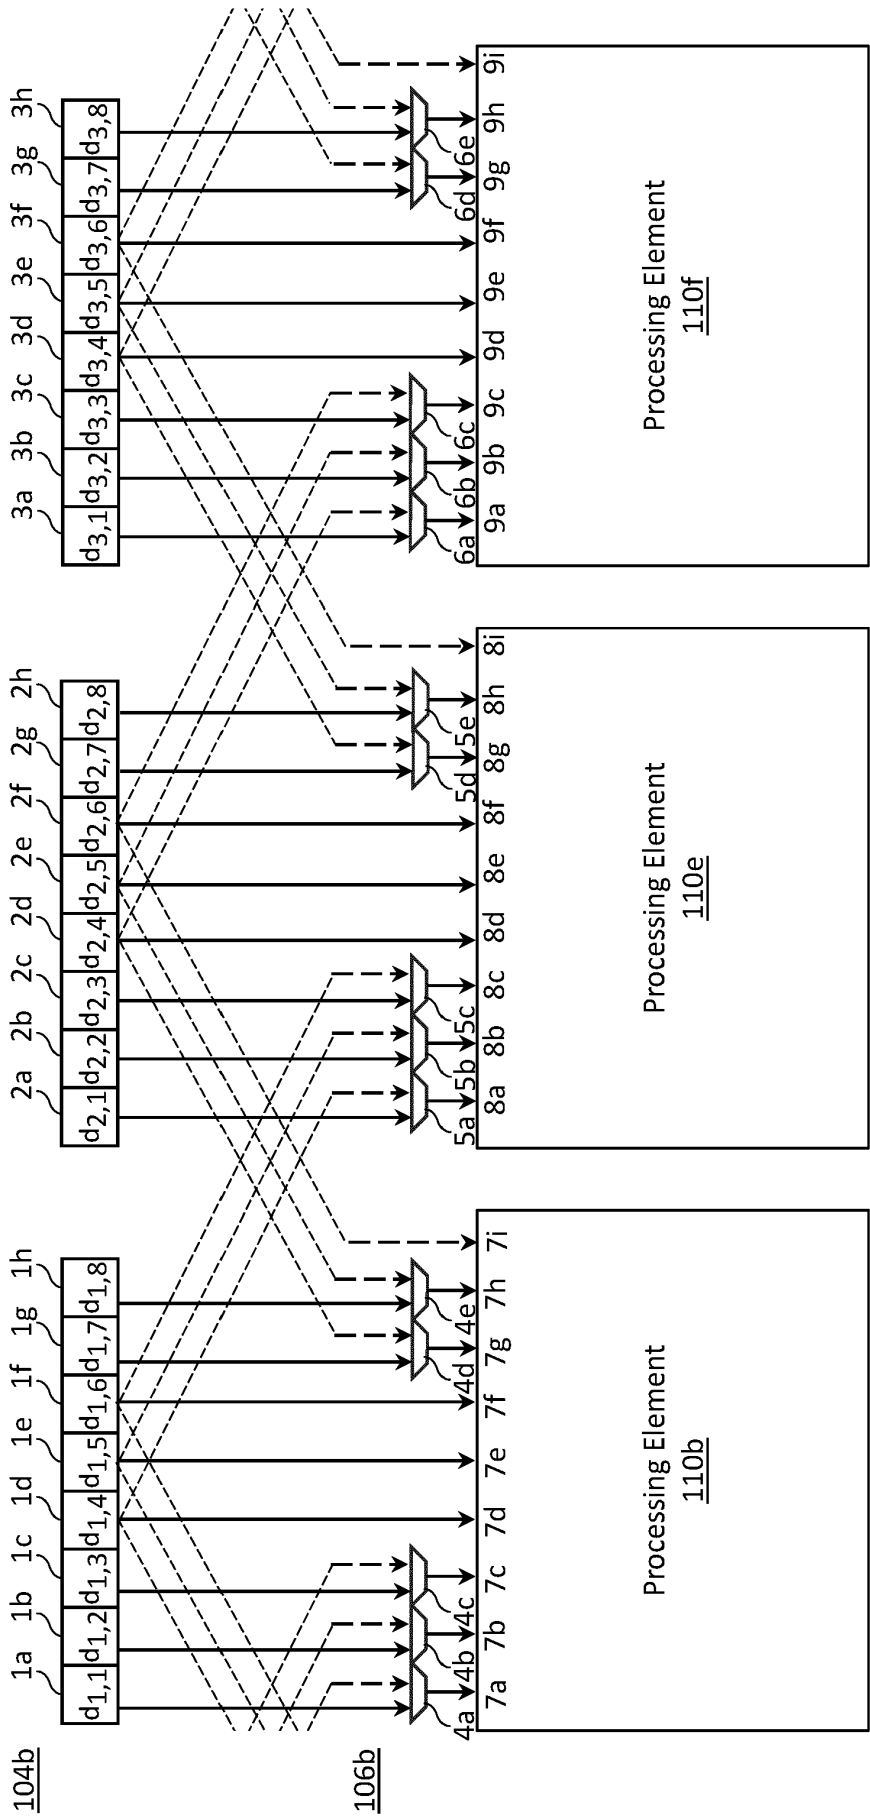 104b
1a 1b 1c 1d 1e 1f 1g 1h 2a 2b 2c 2d 2e 2f 2g 2h 3a 3b 3c 3d 3e 3f 3g 3h
d1,1 d1,2 d1,3 d1,4 d1,5 d1,6 d1,7 d1,8 d2,1 d2,2 d2,3 d2,4 d2,5 d2,6 d2,7 d2,8 d3,1 d3,2 d3,3 d3,4 d3,5 d3,6 d3,7 d3,8
106b
4a 4b 4c 4d 4e 5a 5b 5c 5d 5e 6a 6b 6c 6d 6e
7a 7b 7c 7d 7e 7f 7g 7h 7i 8a 8b 8c 8d 8e 8f 8g 8h 8i 9a 9b 9c 9d 9e 9f 9g 9h 9i
Processing Element
110b
Processing Element
110e
Processing Element
110f